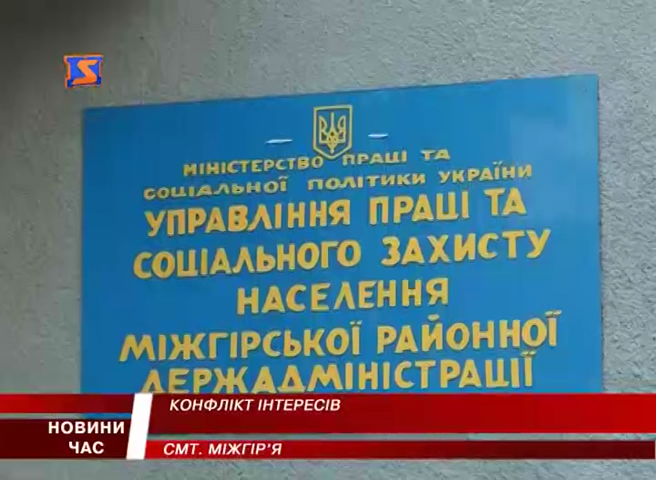 S
МІНІСТЕРСТВО ПРАЦІ ТА
СОЦІАЛЬНОЇ ПОЛІТИКИ УКРАЇНИ
УПРАВЛІННЯ ПРАЦІ ТА
СОЦІАЛЬНОГО ЗАХИСТУ
НАСЕЛЕННЯ
МІЖГІРСЬКОЇ РАЙОННОЇ
ДЕРЖАДМІНІСТРАЦІЇ
КОНФЛІКТ ІНТЕРЕСІВ
НОВИНИ
ЧАС
СМТ. МІЖГІР'Я